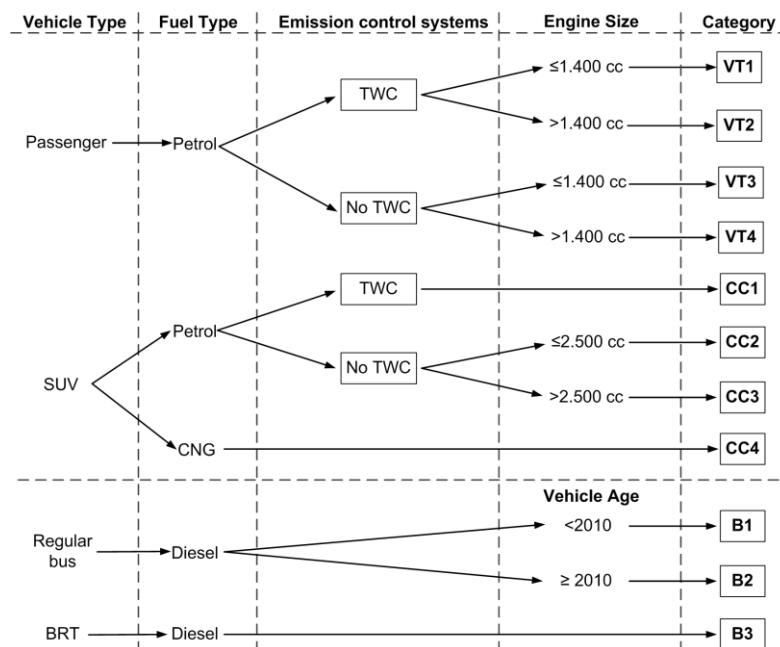 Vehicle Type Fuel Type Emission control systems Engine Size Category
≤1.400 cc VT1
TWC
>1.400 cc VT2
Passenger Petrol
≤1.400 cc VT3
No TWC
>1.400 cc VT4
TWC CC1
Petrol
≤2.500 cc CC2
No TWC
SUV
>2.500 cc CC3
CNG CC4
Vehicle Age
<2010 B1
Regular
bus Diesel
≥ 2010 B2
BRT Diesel B3